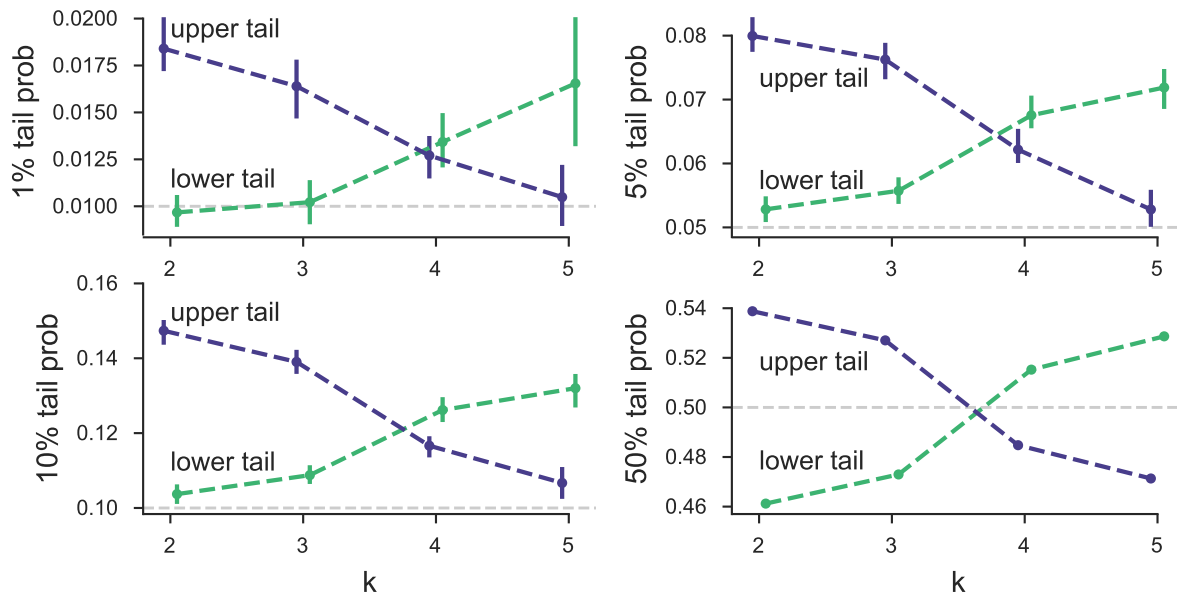 1% tail prob
0.0200
0.0175
0.0150
0.0125
0.0100
upper tail
lower tail
2 3 4 5
5% tail prob
0.08
0.07
0.06
0.05
upper tail
lower tail
2 3 4 5
10% tail prob
0.16
0.14
0.12
0.10
upper tail
lower tail
2 3 4 5
k
50% tail prob
0.54
0.52
0.50
0.48
0.46
upper tail
lower tail
2 3 4 5
k